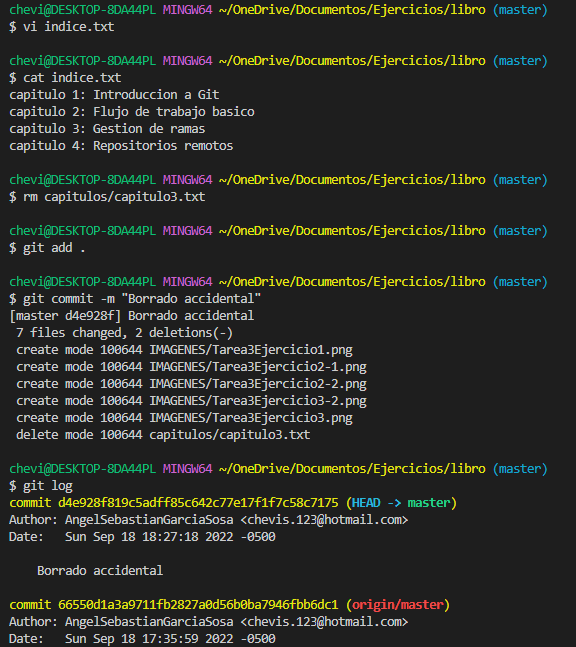 chevi@DESKTOP-8DA44PL MINGW64 ~/OneDrive/Documentos/Ejercicios/libro (master)
$ vi indice.txt
chevi@DESKTOP-8DA44PL MINGW64 ~/OneDrive/Documentos/Ejercicios/libro (master)
$ cat indice.txt
capitulo 1: Introduccion a Git
capitulo 2: Flujo de trabajo basico
capitulo 3: Gestion de ramas
capitulo 4: Repositorios remotos
chevi@DESKTOP-8DA44PL MINGW64 ~/OneDrive/Documentos/Ejercicios/libro (master)
$ rm capitulos/capitulo3.txt
chevi@DESKTOP-8DA44PL MINGW64 ~/OneDrive/Documentos/Ejercicios/libro (master)
$ git add .
chevi@DESKTOP-8DA44PL MINGW64 ~/OneDrive/Documentos/Ejercicios/libro (master)
$ git commit -m "Borrado accidental"
[master d4e928f] Borrado accidental
 7 files changed, 2 deletions(-)
 create mode 100644 IMAGENES/Tarea3Ejercicio1.png
 create mode 100644 IMAGENES/Tarea3Ejercicio2-1.png
 create mode 100644 IMAGENES/Tarea3Ejercicio2-2.png
 create mode 100644 IMAGENES/Tarea3Ejercicio3-2.png
 create mode 100644 IMAGENES/Tarea3Ejercicio3.png
 delete mode 100644 capitulos/capitulo3.txt
chevi@DESKTOP-8DA44PL MINGW64 ~/OneDrive/Documentos/Ejercicios/libro (master)
$ git log
commit d4e928f819c5adff85c642c77e17f1f7c58c7175 (HEAD -> master)
Author: AngelSebastianGarciaSosa <chevis.123@hotmail.com>
Date:   Sun Sep 18 18:27:18 2022 -0500
    Borrado accidental
commit 66550d1a3a9711fb2827a0d56b0ba7946fbb6dc1 (origin/master)
Author: AngelSebastianGarciaSosa <chevis.123@hotmail.com>
Date:   Sun Sep 18 17:35:59 2022 -0500